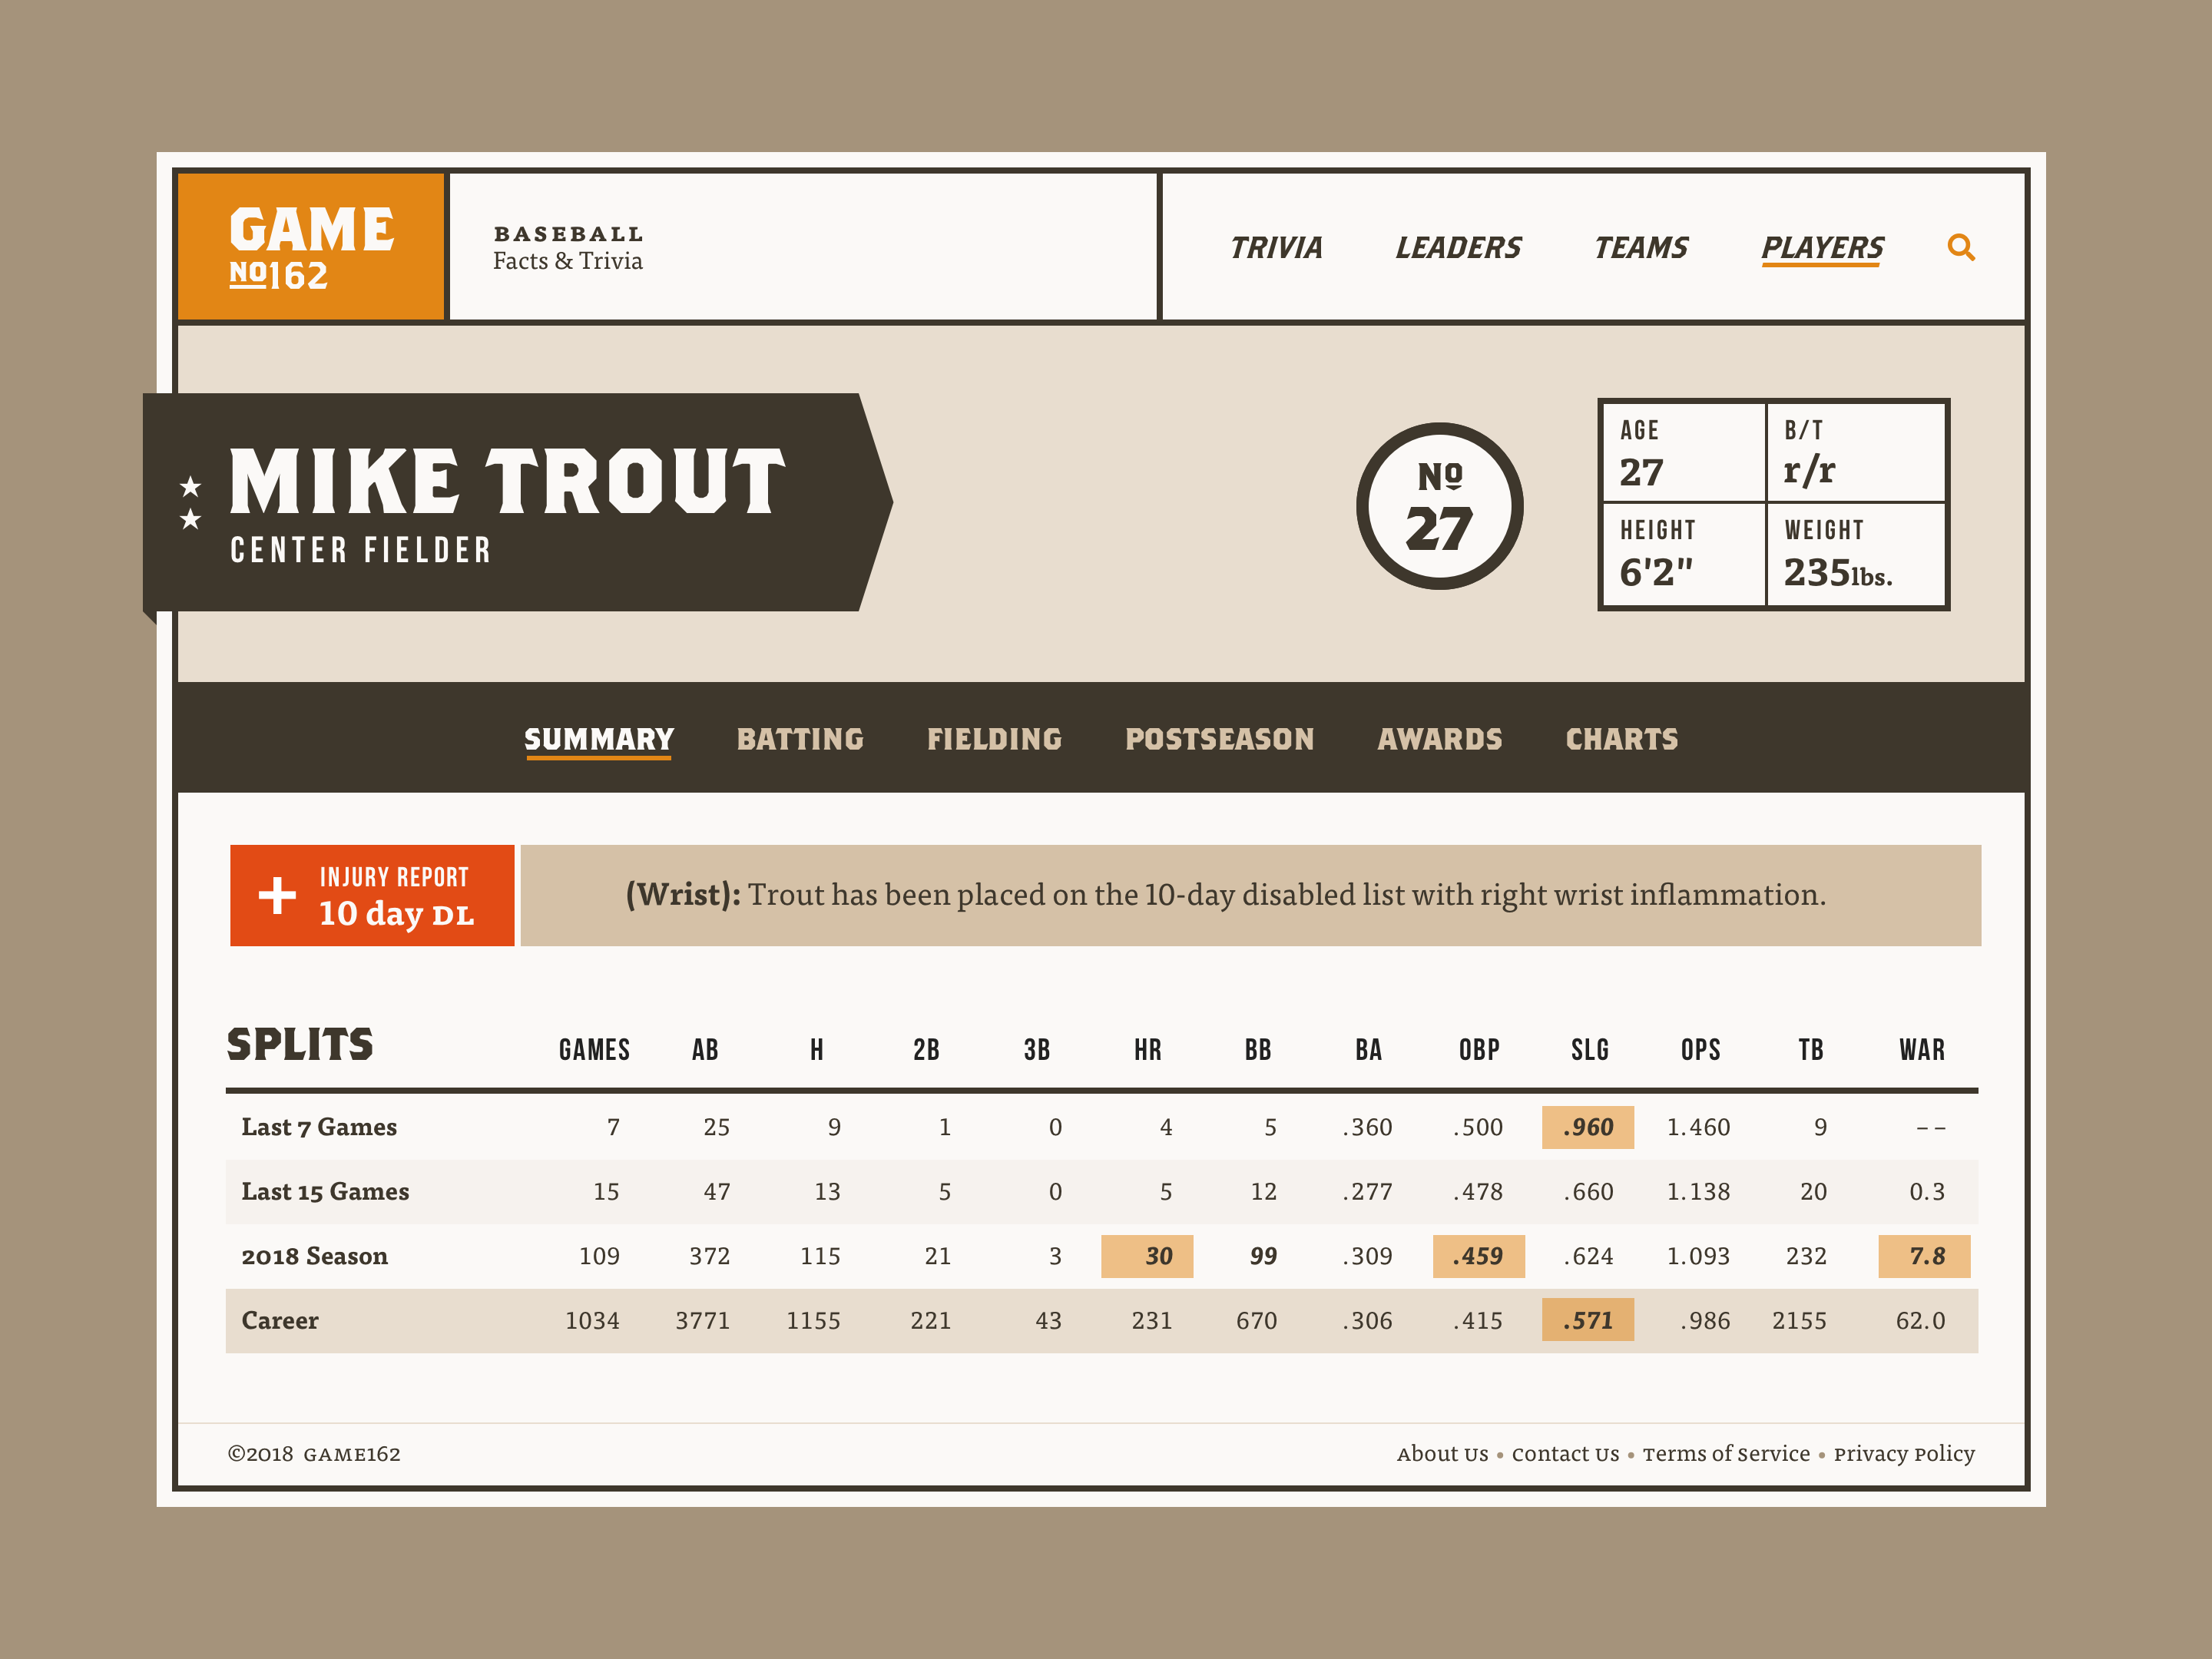 GAME
Nº162
BASEBALL
Facts & Trivia
TRIVIA LEADERS TEAMS PLAYERS
MIKE TROUT
CENTER FIELDER
Nº
27
AGE B/T
27 r/r
HEIGHT WEIGHT
6'2" 235lbs.
SUMMARY BATTING FIELDING POSTSEASON AWARDS CHARTS
INJURY REPORT
10 day DL
(Wrist): Trout has been placed on the 10-day disabled list with right wrist inflammation.
SPLITS GAMES AB H 2B 3B HR BB BA OBP SLG OPS TB WAR
Last 7 Games 7 25 9 1 0 4 5 .360 .500 .960 1.460 9 ––
Last 15 Games 15 47 13 5 0 5 12 .277 .478 .660 1.138 20 0.3
2018 Season 109 372 115 21 3 30 99 .309 .459 .624 1.093 232 7.8
Career 1034 3771 1155 221 43 231 670 .306 .415 .571 .986 2155 62.0
©2018 GAME162
About Us • Contact Us • Terms of Service • Privacy Policy